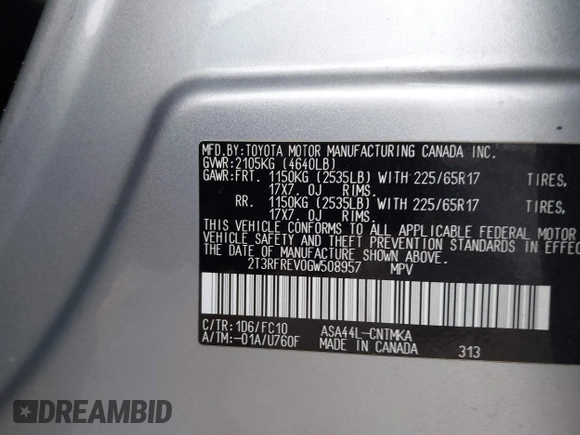 MFD.BY:TOYOTA MOTOR MANUFACTURING CANADA INC.
GVWR:2105KG (4640LB)
GAWR:FRT. 1150KG (2535LB) WITH 225/65R17 TIRES,
17X7.0J RIMS.
RR. 1150KG (2535LB) WITH 225/65R17 TIRES,
17X7.0J RIMS.
THIS VEHICLE CONFORMS TO ALL APPLICABLE FEDERAL MOTOR
VEHICLE SAFETY AND THEFT PREVENTION STANDARDS IN EFFE
THE DATE OF MANUFACTURE SHOWN ABOVE.
2T3RFREV0GW508957 MPV
C/TR:1D6/FC10 ASA44L-CNTMKA
A/TM:-01A/U760F MADE IN CANADA 313
DREAMBID